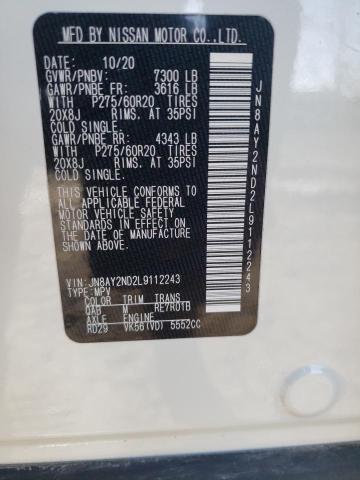 MFD BY NISSAN MOTOR CO.,LTD.
DATE: 10/20
GVWR/PNBV: 7300 LB
GAWR/PNBE FR: 3616 LB
WITH P275/60R20 TIRES
20X8J RIMS, AT 35PSI
COLD SINGLE.
GAWR/PNBE RR: 4343 LB
WITH P275/60R20 TIRES
20X8J RIMS, AT 35PSI
COLD SINGLE.
THIS VEHICLE CONFORMS TO
ALL APPLICABLE FEDERAL
MOTOR VEHICLE SAFETY
STANDARDS IN EFFECT ON
THE DATE OF MANUFACTURE
SHOWN ABOVE.
VIN: JN8AY2ND2L9112243
TYPE: MPV
COLOR TRIM TRANS
QAB M RE7R01B
ENGINE
RD29 VK56(VD) 5552CC
JN8AY2ND2L9112243